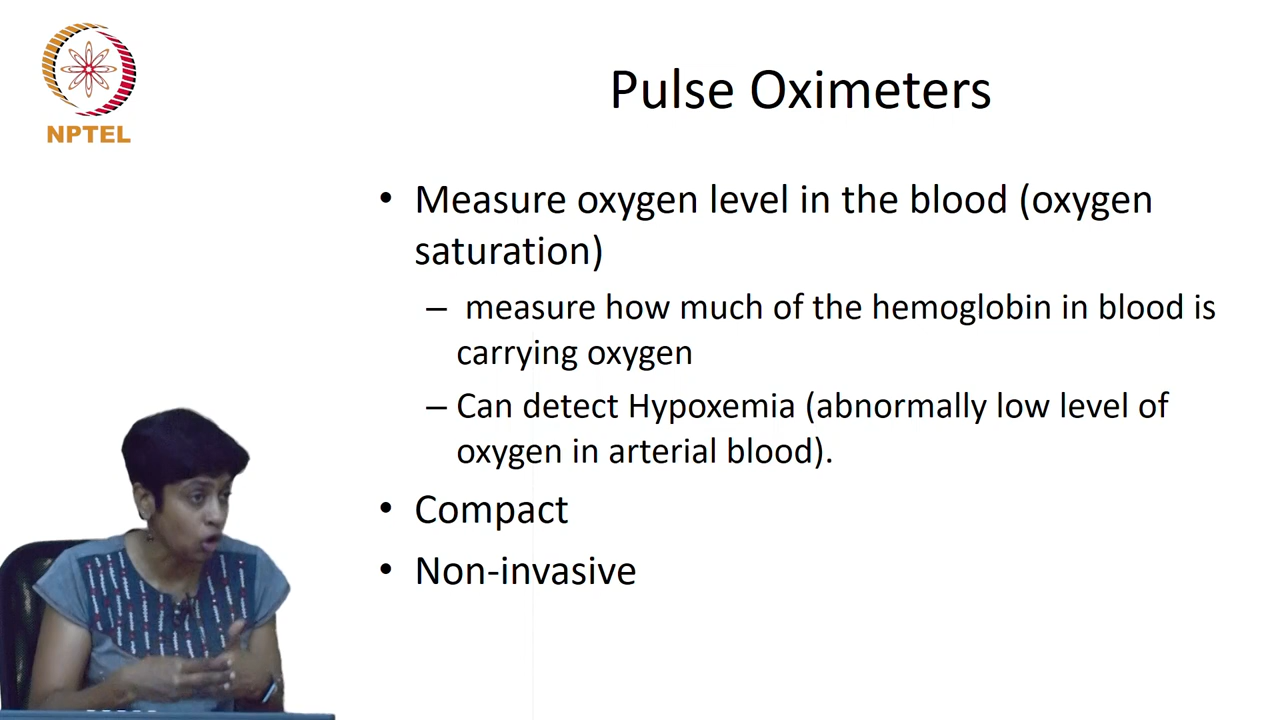 NPTEL
Pulse Oximeters
• Measure oxygen level in the blood (oxygen
saturation)
– measure how much of the hemoglobin in blood is
carrying oxygen
– Can detect Hypoxemia (abnormally low level of
oxygen in arterial blood).
• Compact
• Non-invasive